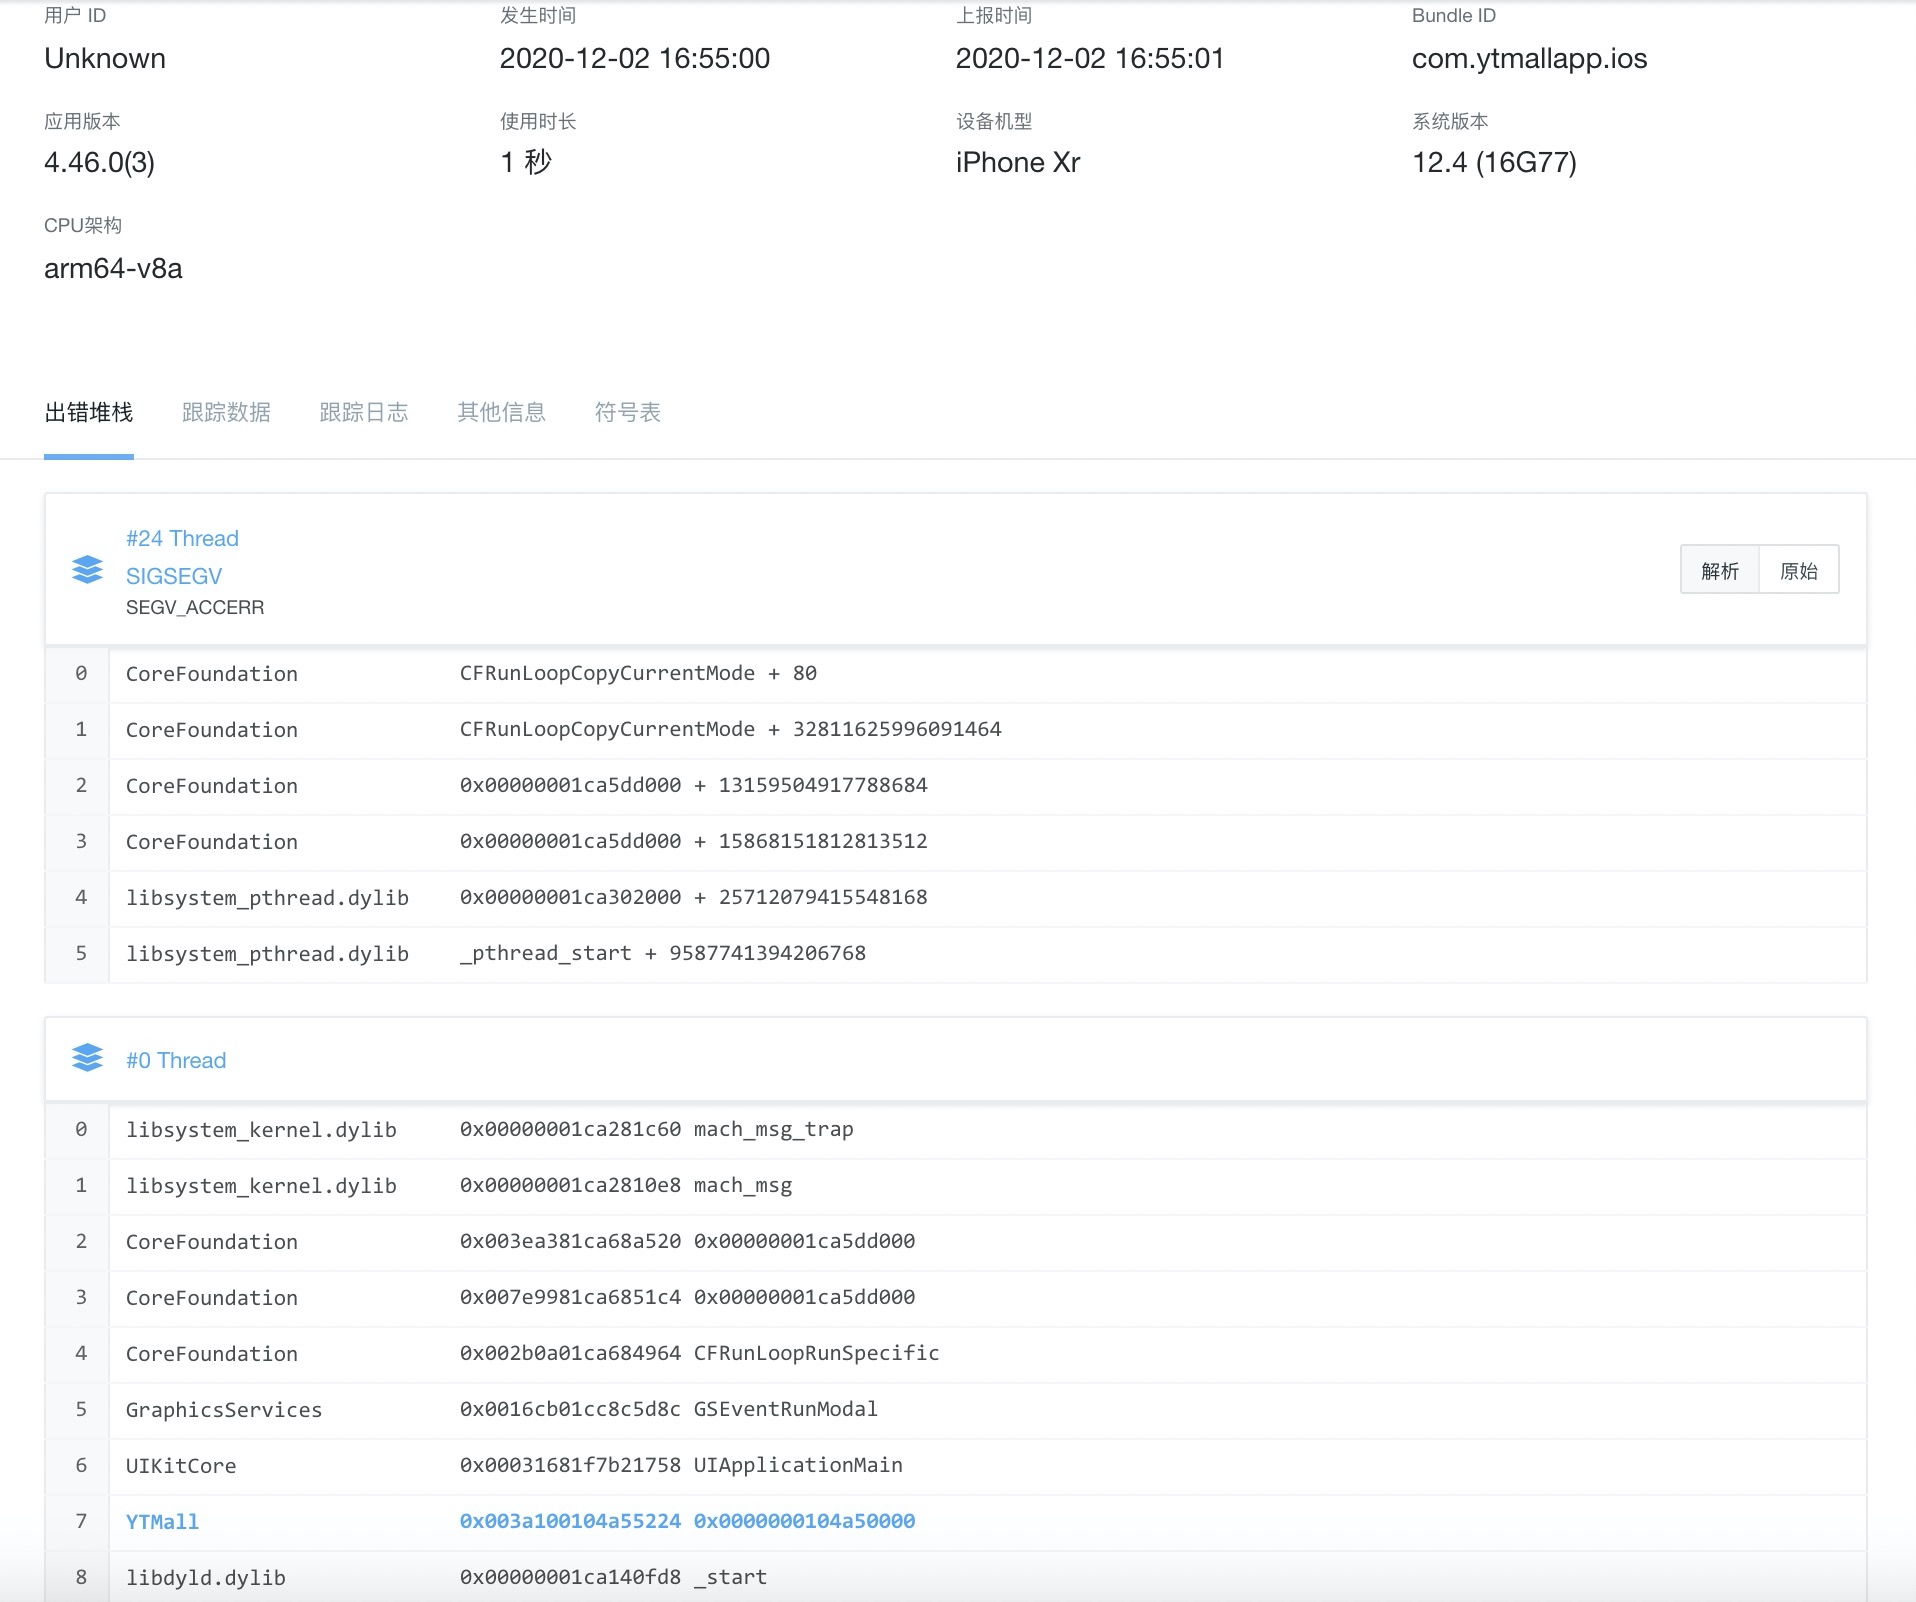 用户 ID 发生时间 上报时间 Bundle ID
Unknown 2020-12-02 16:55:00 2020-12-02 16:55:01 com.ytmallapp.ios
应用版本 使用时长 设备机型 系统版本
4.46.0(3) 1 秒 iPhone Xr 12.4 (16G77)
CPU架构
arm64-v8a
出错堆栈 跟踪数据 跟踪日志 其他信息 符号表
#24 Thread
SIGSEGV
SEGV_ACCERR
解析 原始
0 CoreFoundation CFRunLoopCopyCurrentMode + 80
1 CoreFoundation CFRunLoopCopyCurrentMode + 32811625996091464
2 CoreFoundation 0x00000001ca5dd000 + 13159504917788684
3 CoreFoundation 0x00000001ca5dd000 + 15868151812813512
4 libsystem_pthread.dylib 0x00000001ca302000 + 25712079415548168
5 libsystem_pthread.dylib _pthread_start + 9587741394206768
#0 Thread
0 libsystem_kernel.dylib 0x00000001ca281c60 mach_msg_trap
1 libsystem_kernel.dylib 0x00000001ca2810e8 mach_msg
2 CoreFoundation 0x003ea381ca68a520 0x00000001ca5dd000
3 CoreFoundation 0x007e9981ca6851c4 0x00000001ca5dd000
4 CoreFoundation 0x002b0a01ca684964 CFRunLoopRunSpecific
5 GraphicsServices 0x0016cb01cc8c5d8c GSEventRunModal
6 UIKitCore 0x00031681f7b21758 UIApplicationMain
7 YTMall 0x003a100104a55224 0x0000000104a50000
8 libdyld.dylib 0x00000001ca140fd8 _start